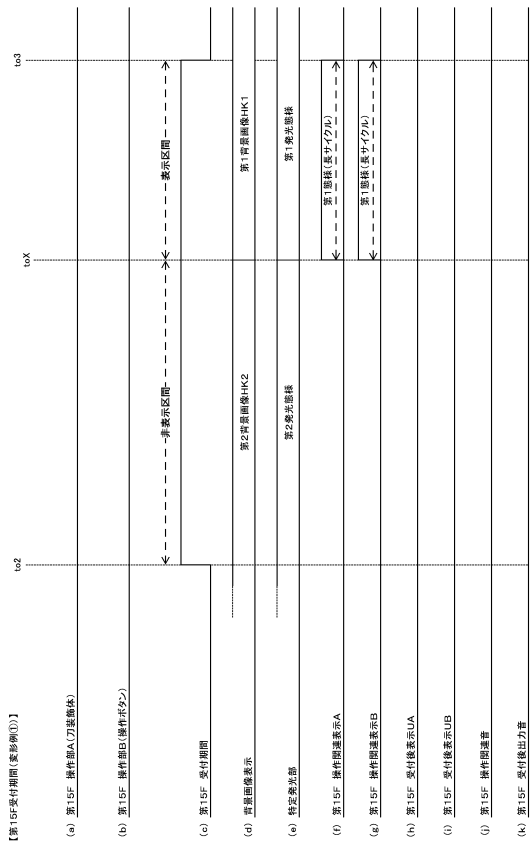 【第15F受付期間(変形例①)】
to2
toX
to3
(a) 第15F 操作部A(刀装飾体)
(b) 第15F 操作部B(操作ボタン)
非表示区間
表示区間
(c) 第15F 受付期間
(d) 背景画像表示
第2背景画像HK2
第1背景画像HK1
(e) 特定発光部
第2発光態様
第1発光態様
(f) 第15F 操作関連表示A
第1態様(長サイクル)
(g) 第15F 操作関連表示B
第1態様(長サイクル)
(h) 第15F 受付後表示UA
(i) 第15F 受付後表示UB
(j) 第15F 操作関連音
(k) 第15F 受付後出力音